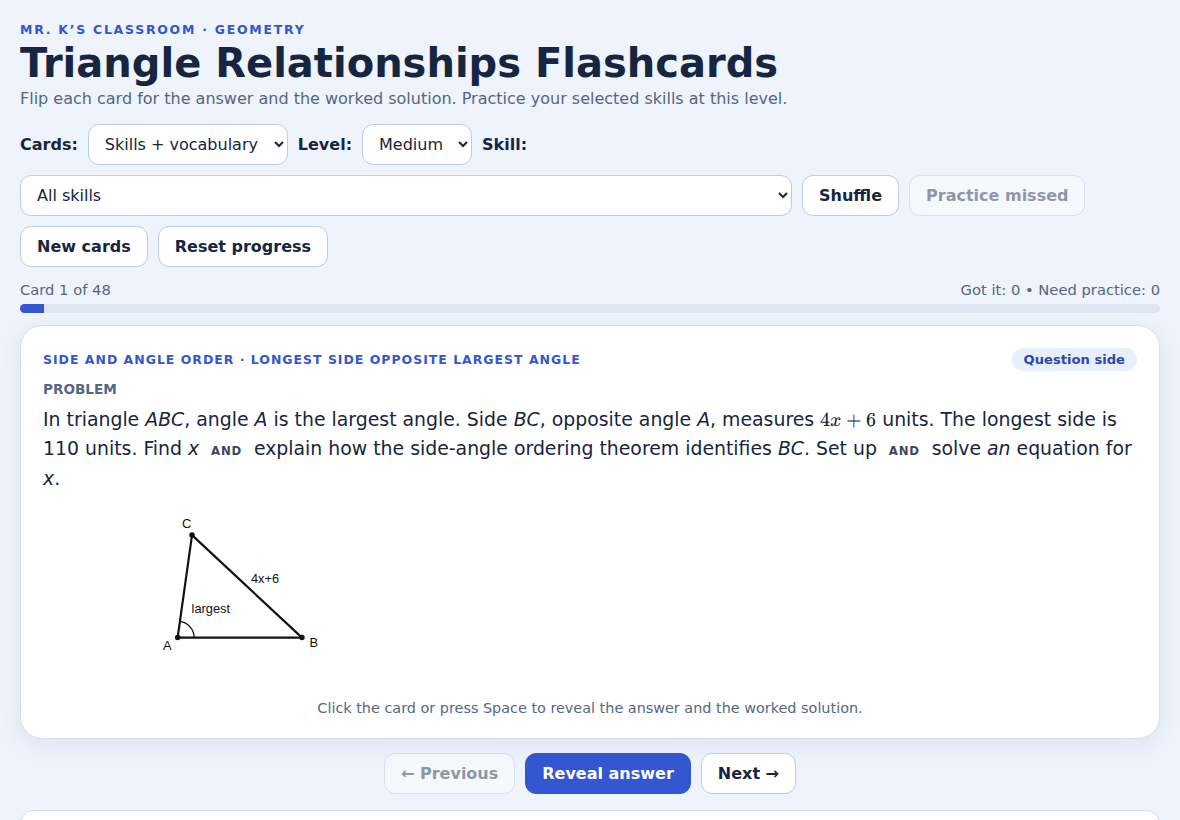 MR. K’S CLASSROOM · GEOMETRY
Triangle Relationships Flashcards
Flip each card for the answer and the worked solution. Practice your selected skills at this level.
Cards: Skills + vocabulary Level: Medium Skill:
All skills Shuffle Practice missed
New cards Reset progress
Card 1 of 48 Got it: 0 • Need practice: 0
SIDE AND ANGLE ORDER · LONGEST SIDE OPPOSITE LARGEST ANGLE Question side
PROBLEM
In triangle ABC, angle A is the largest angle. Side BC, opposite angle A, measures 4x + 6 units. The longest side is
110 units. Find x AND explain how the side-angle ordering theorem identifies BC. Set up AND solve an equation for
x.
C
4x+6
largest
A B
Click the card or press Space to reveal the answer and the worked solution.
← Previous Reveal answer Next →